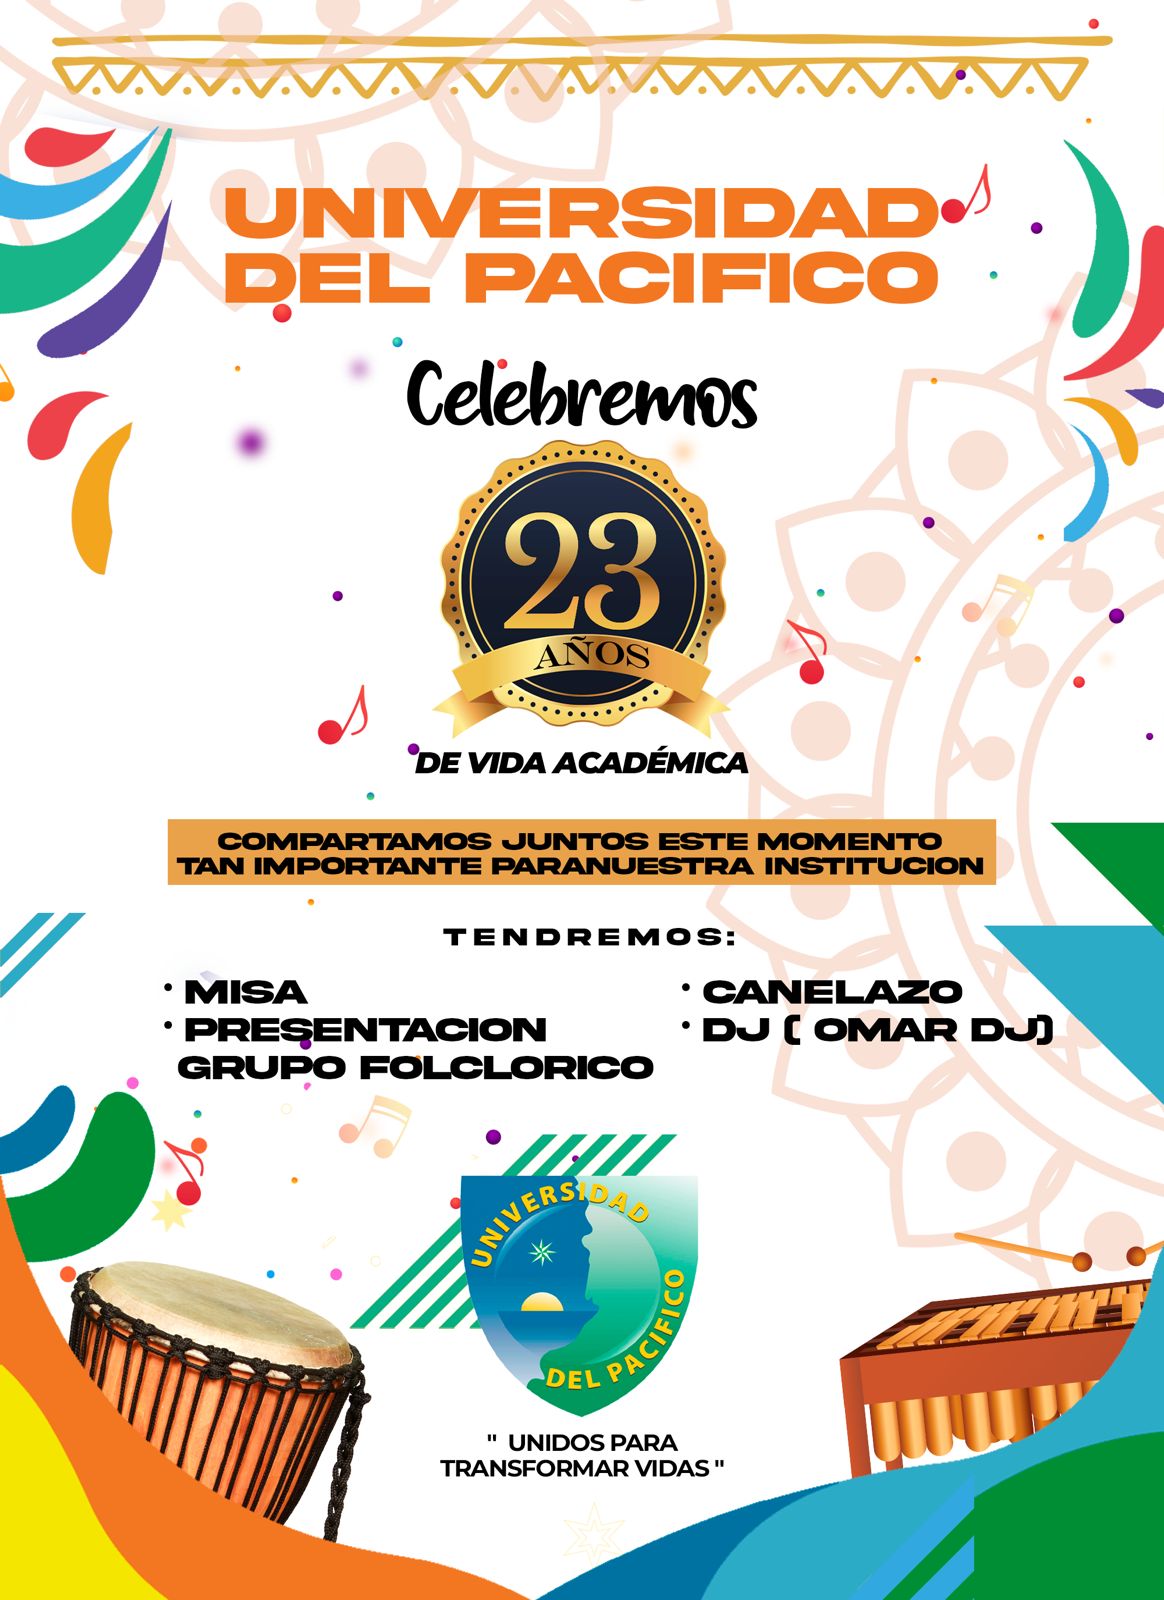 UNIVERSIDAD
DEL PACIFICO
Celebremos
23
AÑOS
DE VIDA ACADÉMICA
COMPARTAMOS JUNTOS ESTE MOMENTO
TAN IMPORTANTE PARANUESTRA INSTITUCION
TENDREMOS:
• MISA
• PRESENTACION
GRUPO FOLCLORICO
• CANELAZO
• DJ ( OMAR DJ)
UNIVERSIDAD
DEL PACIFICO
" UNIDOS PARA
TRANSFORMAR VIDAS "